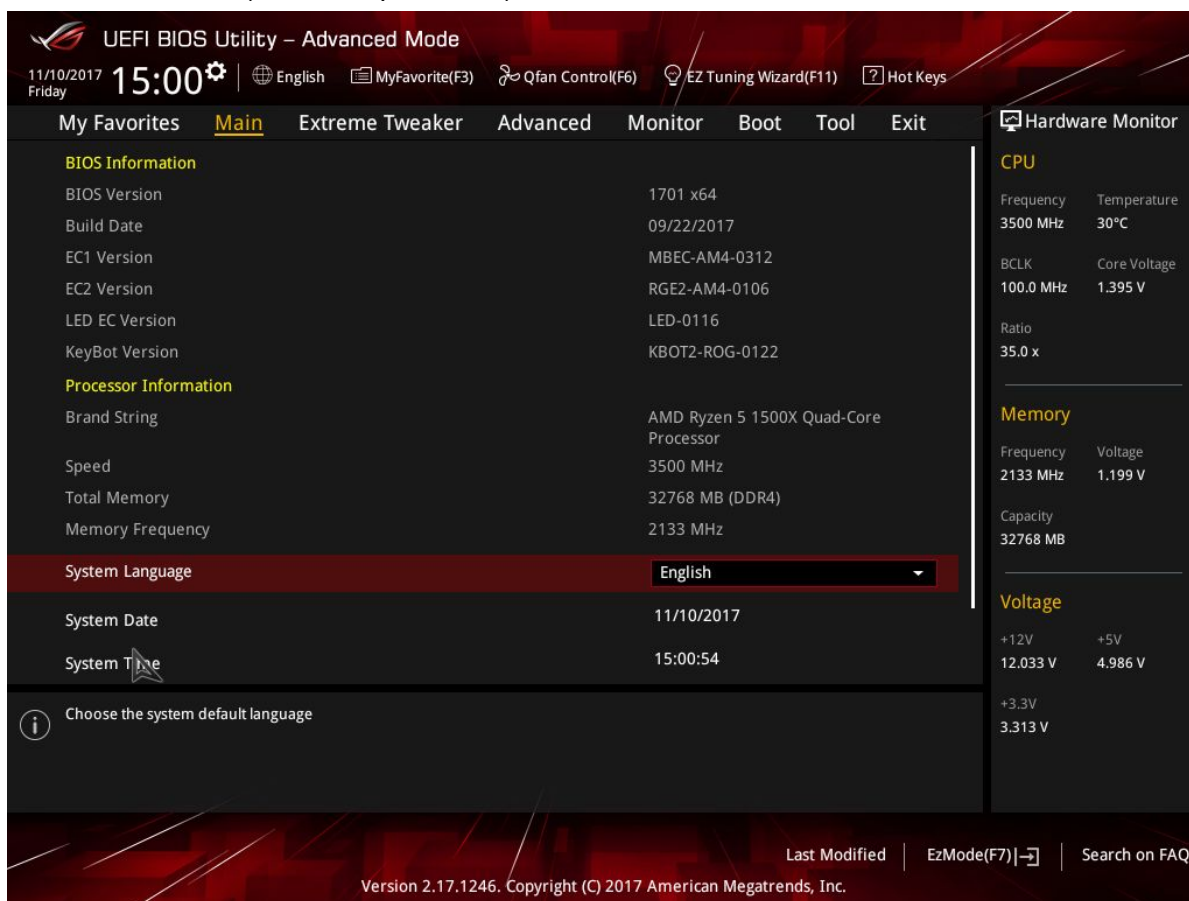 UEFI BIOS Utility – Advanced Mode
11/10/2017 Friday 15:00 English MyFavorite(F3) Qfan Control(F6) EZ Tuning Wizard(F11) ? Hot Keys
My Favorites Main Extreme Tweaker Advanced Monitor Boot Tool Exit
BIOS Information
BIOS Version 1701 x64
Build Date 09/22/2017
EC1 Version MBEC-AM4-0312
EC2 Version RGE2-AM4-0106
LED EC Version LED-0116
KeyBot Version KBOT2-ROG-0122
Processor Information
Brand String AMD Ryzen 5 1500X Quad-Core
Processor
Speed 3500 MHz
Total Memory 32768 MB (DDR4)
Memory Frequency 2133 MHz
System Language English
System Date 11/10/2017
System Time 15:00:54
Choose the system default language
Hardware Monitor
CPU
Frequency Temperature
3500 MHz 30°C
BCLK Core Voltage
100.0 MHz 1.395 V
Ratio
35.0 x
Memory
Frequency Voltage
2133 MHz 1.199 V
Capacity
32768 MB
Voltage
+12V +5V
12.033 V 4.986 V
+3.3V
3.313 V
Last Modified EzMode(F7) Search on FAQ
Version 2.17.1246. Copyright (C) 2017 American Megatrends, Inc.